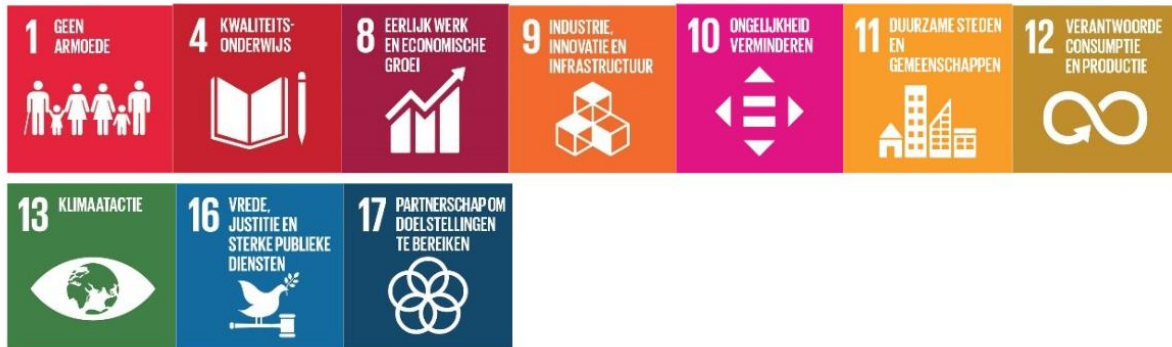 1 GEEN
ARMOEDE
4 KWALITEITS-
ONDERWIJS
8 EERLIJK WERK
EN ECONOMISCHE
GROEI
9 INDUSTRIE,
INNOVATIE EN
INFRASTRUCTUUR
10 ONGELIJKHEID
VERMINDEREN
11 DUURZAME STEDEN
EN
GEMEENSCHAPPEN
12 VERANTWOORDE
CONSUMPTIE
EN PRODUCTIE
13 KLIMAATACTIE
16 VREDE,
JUSTITIE EN
STERKE PUBLIEKE
DIENSTEN
17 PARTNERSCHAP OM
DOELSTELLINGEN
TE BEREIKEN